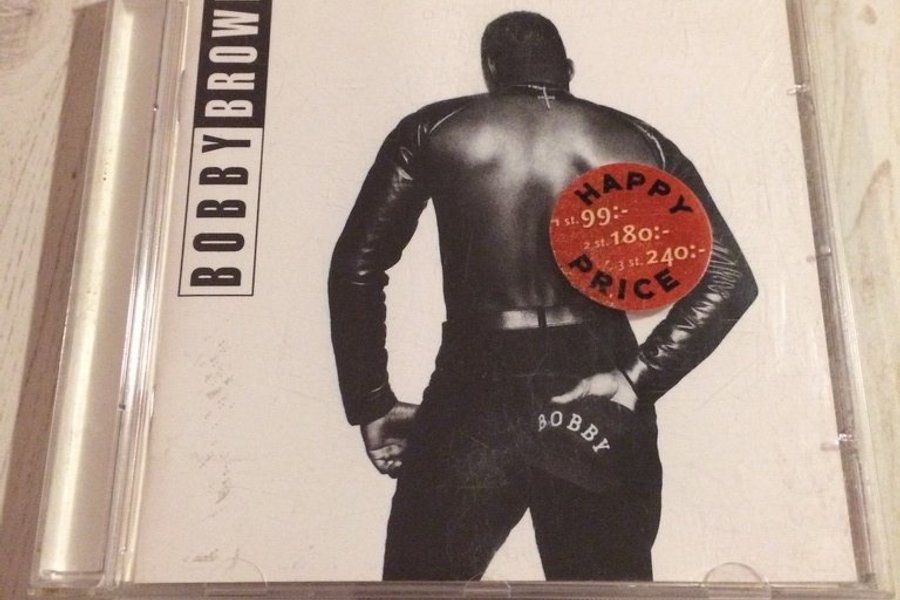 BOBBY BROWN
HAPPY
1 st. 99:-
2 st. 180:-
3 st. 240:-
PRICE
BOBBY